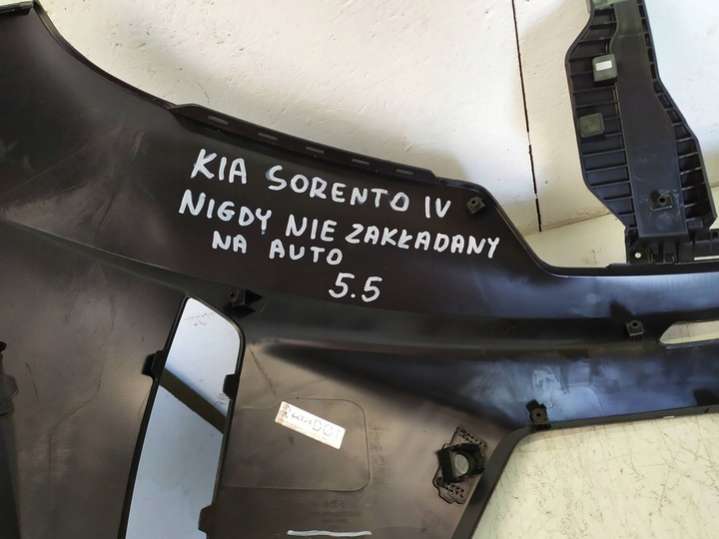 KIA SORENTO IV
NIGDY NIE ZAKŁADANY
NA AUTO
5.5